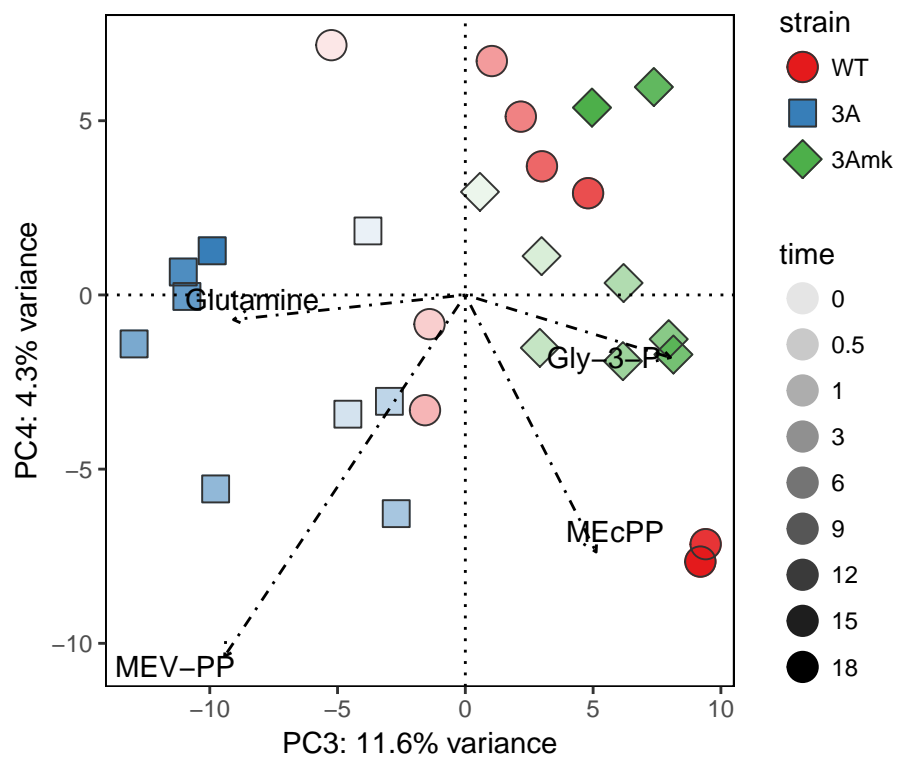 strain
WT
3A
3Amk
time
0
0.5
1
3
6
9
12
15
18
PC4: 4.3% variance
5
0
−5
−10
Glutamine
Gly−3−P
MEcPP
MEV−PP
−10
−5
0
5
10
PC3: 11.6% variance